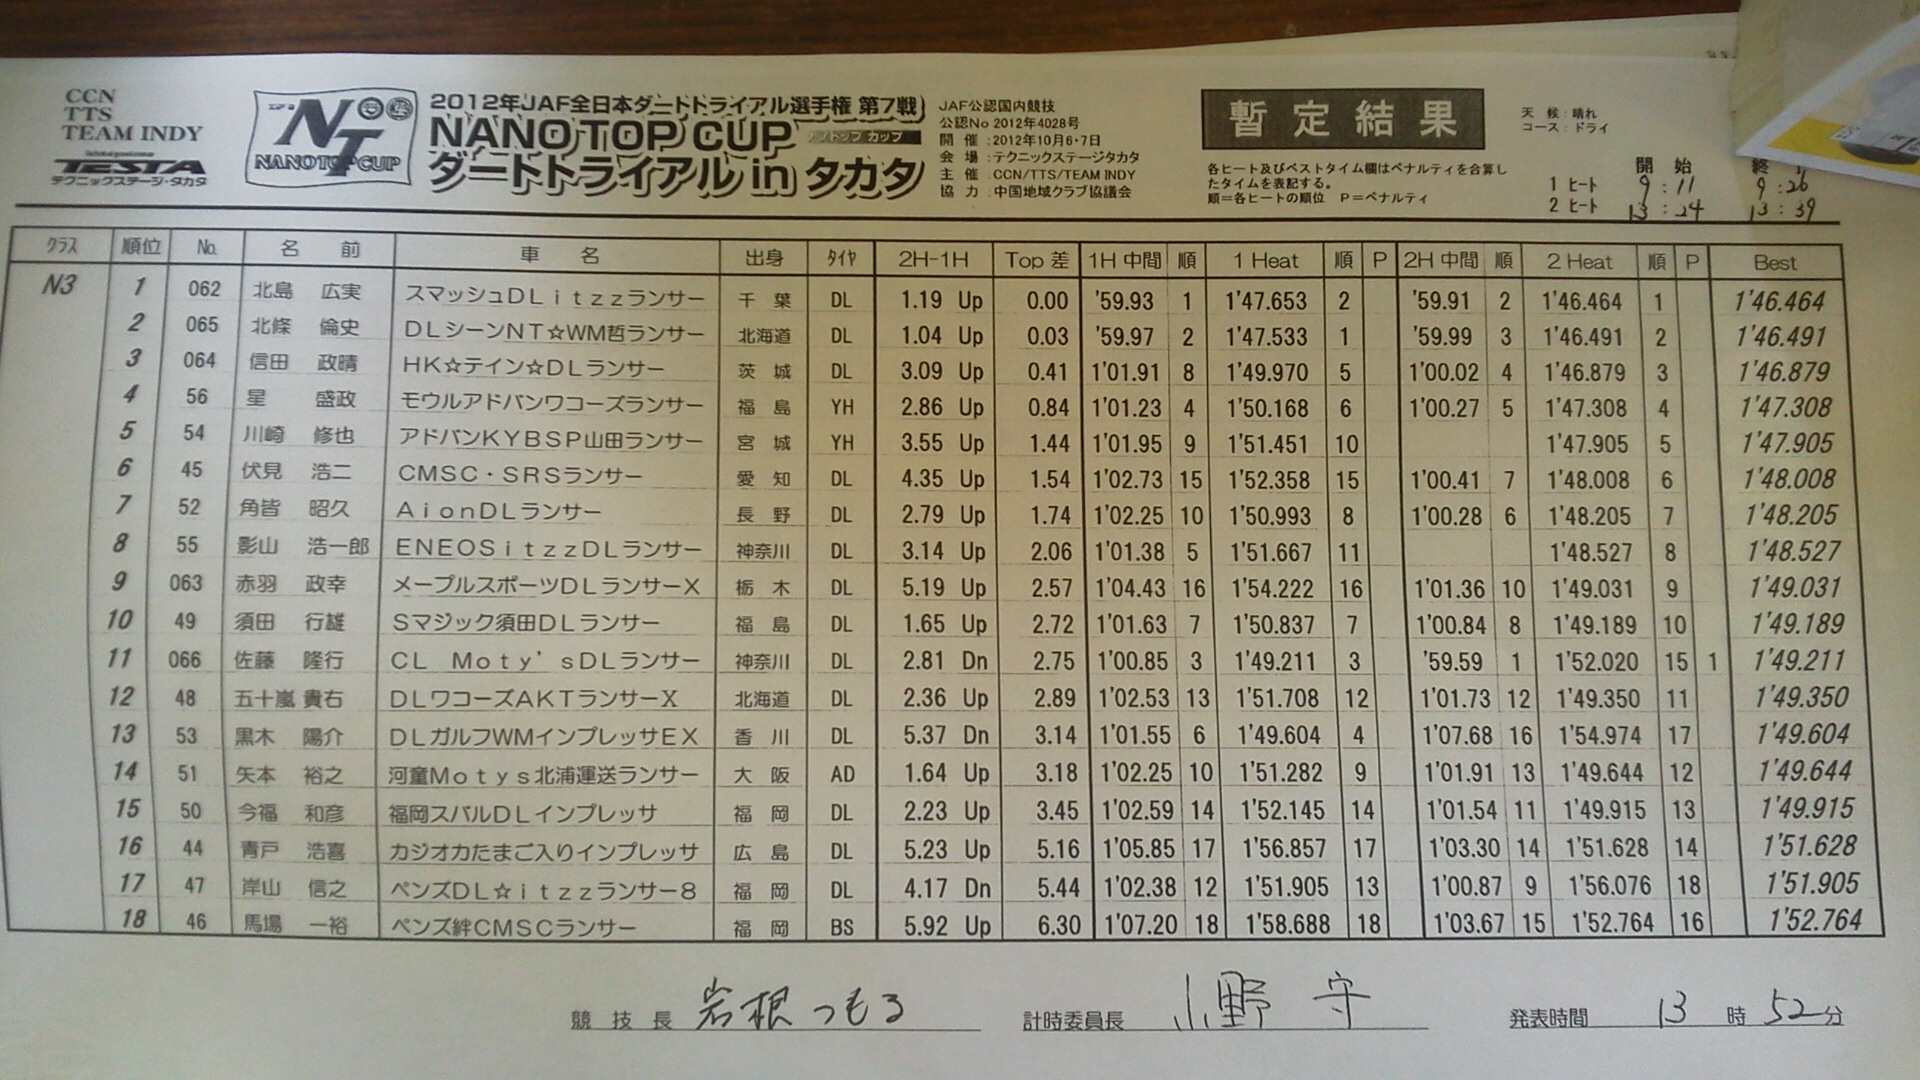 CCN
TTS
TEAM INDY
TESTA
テクニックステージ・タカタ
NT
NANO TOP CUP
2012年JAF全日本ダートトライアル選手権 第7戦
NANO TOP CUP ナノトップ カップ
ダートトライアル in タカタ
JAF公認国内競技
公認No 2012年4028号
開 催 :2012年10月6・7日
会 場 :テクニックステージタカタ
主 催 :CCN/TTS/TEAM INDY
協 力 :中国地域クラブ協議会
暫定結果
各ヒート及びベストタイム欄はペナルティを合算し
たタイムを表記する。
順=各ヒートの順位 P=ペナルティ
天 候 : 晴れ
コース : ドライ
開 始 終
1 ヒート 9:11 9:26
2 ヒート 13:24 13:39
クラス 順位 No. 名 前 車 名 出身 タイヤ 2H-1H Top 差 1H 中間 順 1 Heat 順 P 2H 中間 順 2 Heat 順 P Best
N3 1 062 北島 広実 スマッシュDLitzzランサー 千 葉 DL 1.19 Up 0.00 '59.93 1 1'47.653 2 '59.91 2 1'46.464 1 1'46.464
2 065 北條 倫史 DLシーンNT☆WM哲ランサー 北海道 DL 1.04 Up 0.03 '59.97 2 1'47.533 1 '59.99 3 1'46.491 2 1'46.491
3 064 信田 政晴 HK☆テイン☆DLランサー 茨 城 DL 3.09 Up 0.41 1'01.91 8 1'49.970 5 1'00.02 4 1'46.879 3 1'46.879
4 56 星 盛政 モウルアドバンワコーズランサー 福 島 YH 2.86 Up 0.84 1'01.23 4 1'50.168 6 1'00.27 5 1'47.308 4 1'47.308
5 54 川崎 修也 アドバンKYBSP山田ランサー 宮 城 YH 3.55 Up 1.44 1'01.95 9 1'51.451 10 1'47.905 5 1'47.905
6 45 伏見 浩二 CMSC・SRSランサー 愛 知 DL 4.35 Up 1.54 1'02.73 15 1'52.358 15 1'00.41 7 1'48.008 6 1'48.008
7 52 角皆 昭久 AionDLランサー 長 野 DL 2.79 Up 1.74 1'02.25 10 1'50.993 8 1'00.28 6 1'48.205 7 1'48.205
8 55 影山 浩一郎 ENEOSitzzDLランサー 神奈川 DL 3.14 Up 2.06 1'01.38 5 1'51.667 11 1'48.527 8 1'48.527
9 063 赤羽 政幸 メープルスポーツDLランサーX 栃 木 DL 5.19 Up 2.57 1'04.43 16 1'54.222 16 1'01.36 10 1'49.031 9 1'49.031
10 49 須田 行雄 Sマジック須田DLランサー 福 島 DL 1.65 Up 2.72 1'01.63 7 1'50.837 7 1'00.84 8 1'49.189 10 1'49.189
11 066 佐藤 隆行 CL Moty'sDLランサー 神奈川 DL 2.81 Dn 2.75 1'00.85 3 1'49.211 3 '59.59 1 1'52.020 15 1 1'49.211
12 48 五十嵐 貴右 DLワコーズAKTランサーX 北海道 DL 2.36 Up 2.89 1'02.53 13 1'51.708 12 1'01.73 12 1'49.350 11 1'49.350
13 53 黒木 陽介 DLガルフWMインプレッサEX 香 川 DL 5.37 Dn 3.14 1'01.55 6 1'49.604 4 1'07.68 16 1'54.974 17 1'49.604
14 51 矢本 裕之 河童Motys北浦運送ランサー 大 阪 AD 1.64 Up 3.18 1'02.25 10 1'51.282 9 1'01.91 13 1'49.644 12 1'49.644
15 50 今福 和彦 福岡スバルDLインプレッサ 福 岡 DL 2.23 Up 3.45 1'02.59 14 1'52.145 14 1'01.54 11 1'49.915 13 1'49.915
16 44 青戸 浩喜 カジオカたまご入りインプレッサ 広 島 DL 5.23 Up 5.16 1'05.85 17 1'56.857 17 1'03.30 14 1'51.628 14 1'51.628
17 47 岸山 信之 ペンズDL☆itzzランサー8 福 岡 DL 4.17 Dn 5.44 1'02.38 12 1'51.905 13 1'00.87 9 1'56.076 18 1'51.905
18 46 馬場 一裕 ペンズ絆CMSCランサー 福 岡 BS 5.92 Up 6.30 1'07.20 18 1'58.688 18 1'03.67 15 1'52.764 16 1'52.764
競 技 長 岩根つもる 計時委員長 小野 守 発表時間 13 時 52 分